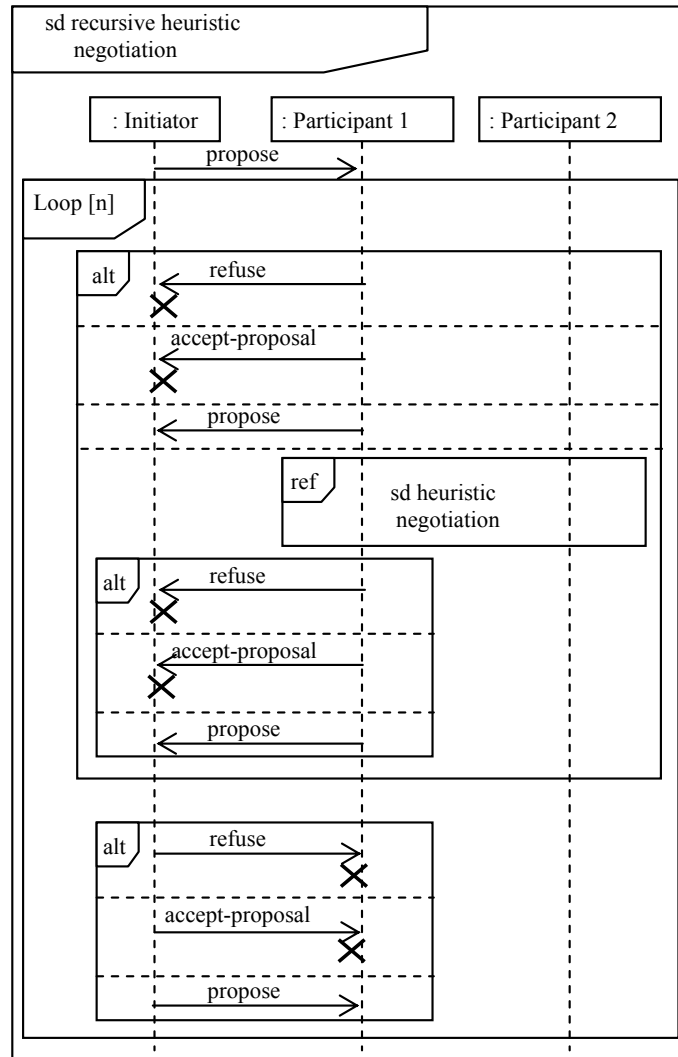 sd recursive heuristic
negotiation
: Initiator
: Participant 1
: Participant 2
propose
Loop [n]
alt
refuse
accept-proposal
propose
ref
sd heuristic
negotiation
alt
refuse
accept-proposal
propose
alt
refuse
accept-proposal
propose